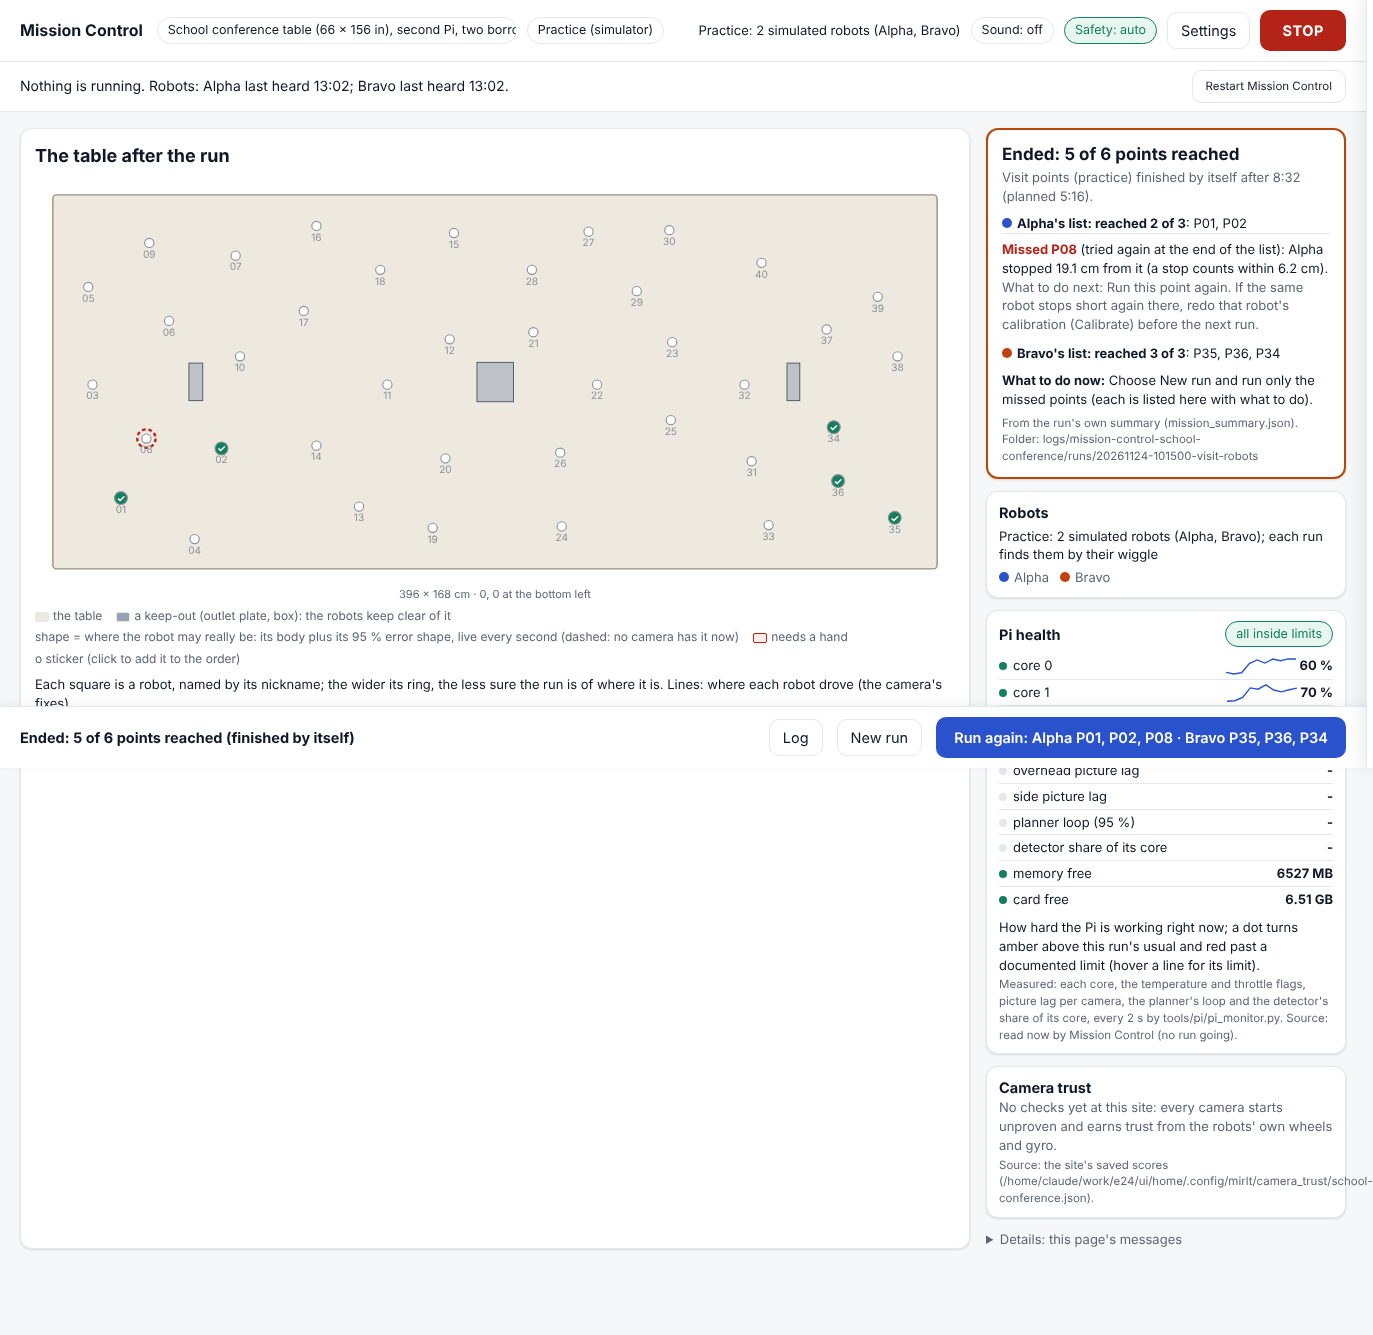 Mission Control
School conference table (66 × 156 in), second Pi, two borro
Practice (simulator)
Practice: 2 simulated robots (Alpha, Bravo)
Sound: off
Safety: auto
Settings
STOP
Nothing is running. Robots: Alpha last heard 13:02; Bravo last heard 13:02.
Restart Mission Control
The table after the run
16
15
27
30
09
07
18
28
40
05
29
39
06
17
12
21
23
37
10
38
03
11
22
32
25
34
08
02
14
20
26
31
36
01
13
19
24
33
35
04
396 × 168 cm · 0, 0 at the bottom left
the table
a keep-out (outlet plate, box): the robots keep clear of it
shape = where the robot may really be: its body plus its 95 % error shape, live every second (dashed: no camera has it now)
needs a hand
o sticker (click to add it to the order)
Each square is a robot, named by its nickname; the wider its ring, the less sure the run is of where it is. Lines: where each robot drove (the camera's
fixes)
Ended: 5 of 6 points reached
Visit points (practice) finished by itself after 8:32
(planned 5:16).
Alpha's list: reached 2 of 3: P01, P02
Missed P08 (tried again at the end of the list): Alpha
stopped 19.1 cm from it (a stop counts within 6.2 cm).
What to do next: Run this point again. If the same
robot stops short again there, redo that robot's
calibration (Calibrate) before the next run.
Bravo's list: reached 3 of 3: P35, P36, P34
What to do now: Choose New run and run only the
missed points (each is listed here with what to do).
From the run's own summary (mission_summary.json).
Folder: logs/mission-control-school-
conference/runs/20261124-101500-visit-robots
Robots
Practice: 2 simulated robots (Alpha, Bravo); each run
finds them by their wiggle
Alpha
Bravo
Pi health
all inside limits
core 0
60 %
core 1
70 %
Ended: 5 of 6 points reached (finished by itself)
Log
New run
Run again: Alpha P01, P02, P08 · Bravo P35, P36, P34
overhead picture lag
-
side picture lag
-
planner loop (95 %)
-
detector share of its core
-
memory free
6527 MB
card free
6.51 GB
How hard the Pi is working right now; a dot turns
amber above this run's usual and red past a
documented limit (hover a line for its limit).
Measured: each core, the temperature and throttle flags,
picture lag per camera, the planner's loop and the detector's
share of its core, every 2 s by tools/pi/pi_monitor.py. Source:
read now by Mission Control (no run going).
Camera trust
No checks yet at this site: every camera starts
unproven and earns trust from the robots' own wheels
and gyro.
Source: the site's saved scores
(/home/claude/work/e24/ui/home/.config/mirlt/camera_trust/school-
conference.json).
Details: this page's messages